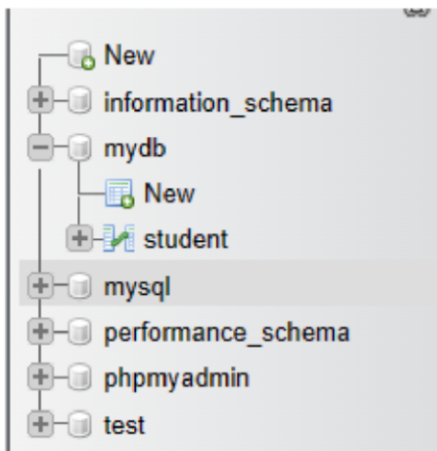 New
information_schema
mydb
New
student
mysql
performance_schema
phpmyadmin
test